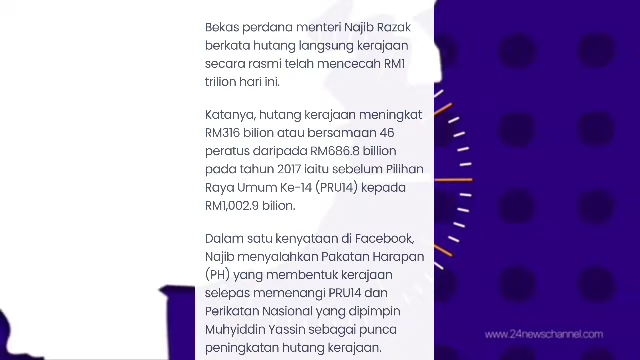 Bekas perdana menteri Najib Razak
berkata hutang langsung kerajaan
secara rasmi telah mencecah RM1
trilion hari ini.
Katanya, hutang kerajaan meningkat
RM316 bilion atau bersamaan 46
peratus daripada RM686.8 billion
pada tahun 2017 iaitu sebelum Pilihan
Raya Umum Ke-14 (PRU14) kepada
RM1,002.9 bilion.
Dalam satu kenyataan di Facebook,
Najib menyalahkan Pakatan Harapan
(PH) yang membentuk kerajaan
selepas memenangi PRU14 dan
Perikatan Nasional yang dipimpin
Muhyiddin Yassin sebagai punca
peningkatan hutang kerajaan.
www.24newschannel.com/